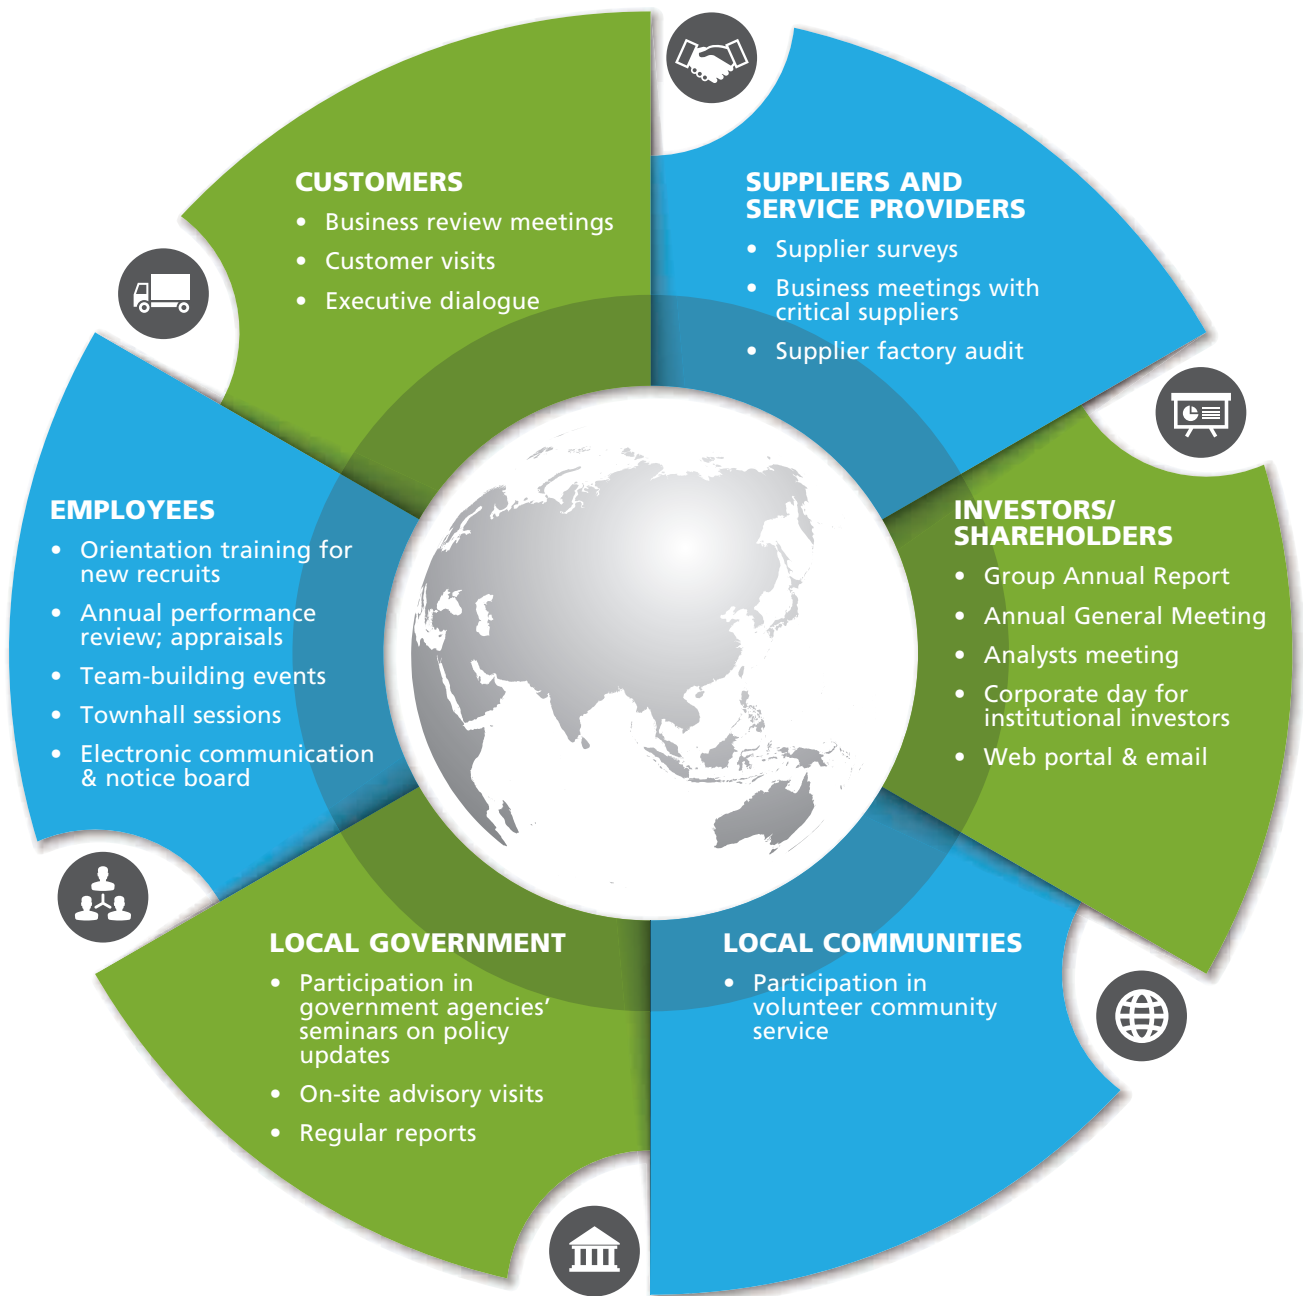 CUSTOMERS
• Business review meetings
• Customer visits
• Executive dialogue
SUPPLIERS AND
SERVICE PROVIDERS
• Supplier surveys
• Business meetings with
critical suppliers
• Supplier factory audit
INVESTORS/
SHAREHOLDERS
• Group Annual Report
• Annual General Meeting
• Analysts meeting
• Corporate day for
institutional investors
• Web portal & email
LOCAL COMMUNITIES
• Participation in
volunteer community
service
LOCAL GOVERNMENT
• Participation in
government agencies’
seminars on policy
updates
• On-site advisory visits
• Regular reports
EMPLOYEES
• Orientation training for
new recruits
• Annual performance
review; appraisals
• Team-building events
• Townhall sessions
• Electronic communication
& notice board